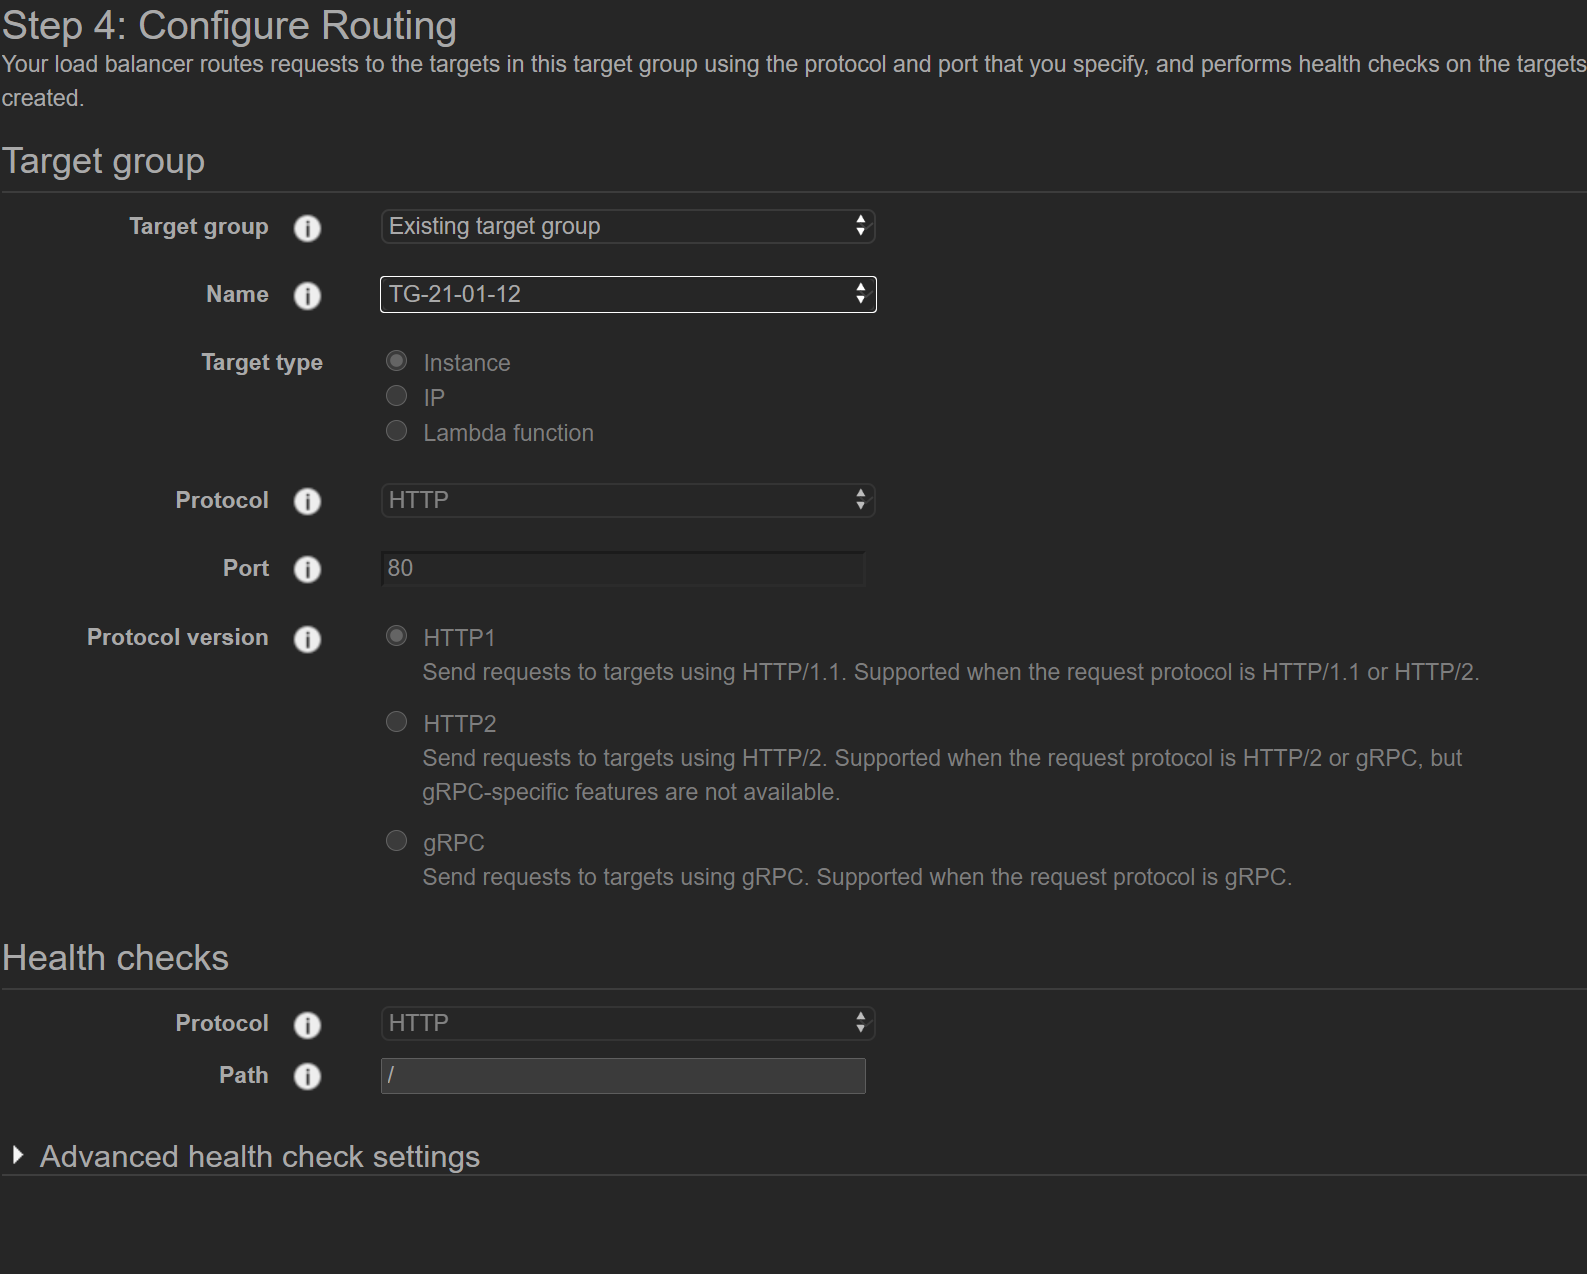 Step 4: Configure Routing
Your load balancer routes requests to the targets in this target group using the protocol and port that you specify, and performs health checks on the targets
created.
Target group
Target group i Existing target group
Name i TG-21-01-12
Target type Instance
IP
Lambda function
Protocol i HTTP
Port i 80
Protocol version i HTTP1
Send requests to targets using HTTP/1.1. Supported when the request protocol is HTTP/1.1 or HTTP/2.
HTTP2
Send requests to targets using HTTP/2. Supported when the request protocol is HTTP/2 or gRPC, but
gRPC-specific features are not available.
gRPC
Send requests to targets using gRPC. Supported when the request protocol is gRPC.
Health checks
Protocol i HTTP
Path i /
Advanced health check settings